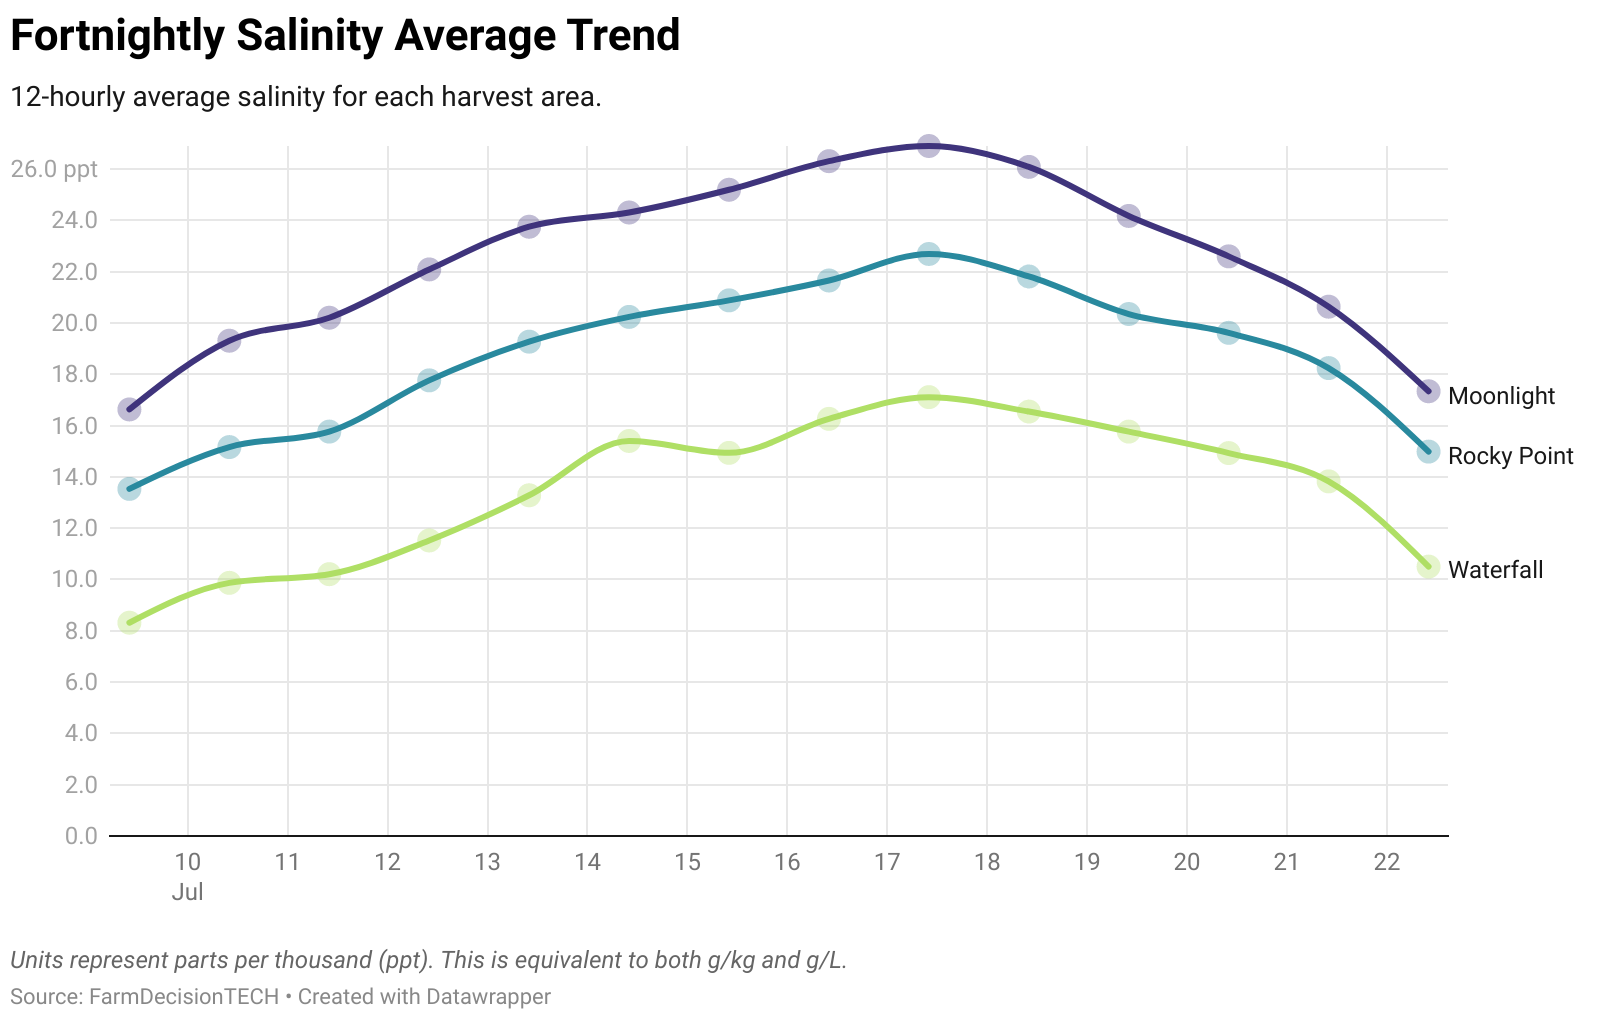 Fortnightly Salinity Average Trend
12-hourly average salinity for each harvest area.
26.0 ppt
24.0
22.0
20.0
18.0
16.0
14.0
12.0
10.0
8.0
6.0
4.0
2.0
0.0
Moonlight
Rocky Point
Waterfall
10 11 12 13 14 15 16 17 18 19 20 21 22
Jul
Units represent parts per thousand (ppt). This is equivalent to both g/kg and g/L.
Source: FarmDecisionTECH • Created with Datawrapper